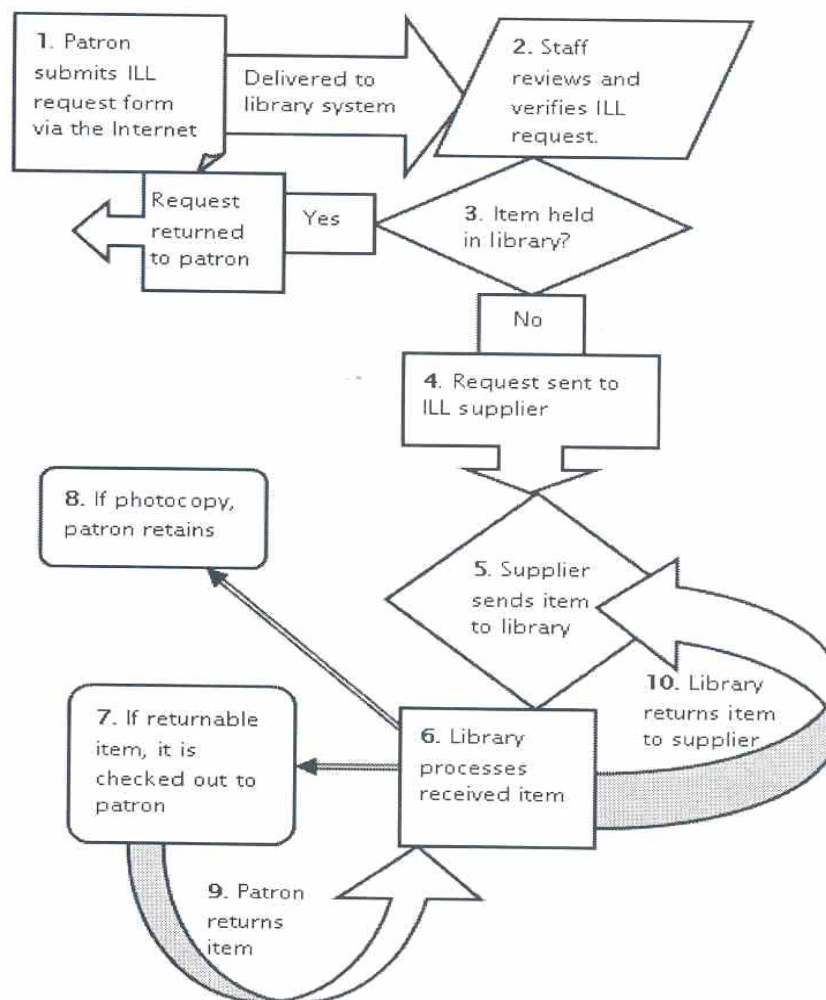 1. Patron
submits ILL
request form
via the Internet
Delivered to
library system
2. Staff
reviews and
verifies ILL
request.
3. Item held
in library?
Yes
Request
returned
to patron
No
4. Request sent to
ILL supplier
5. Supplier
sends item
to library
6. Library
processes
received item
7. If returnable
item, it is
checked out to
patron
8. If photocopy,
patron retains
9. Patron
returns
item
10. Library
returns item
to supplier